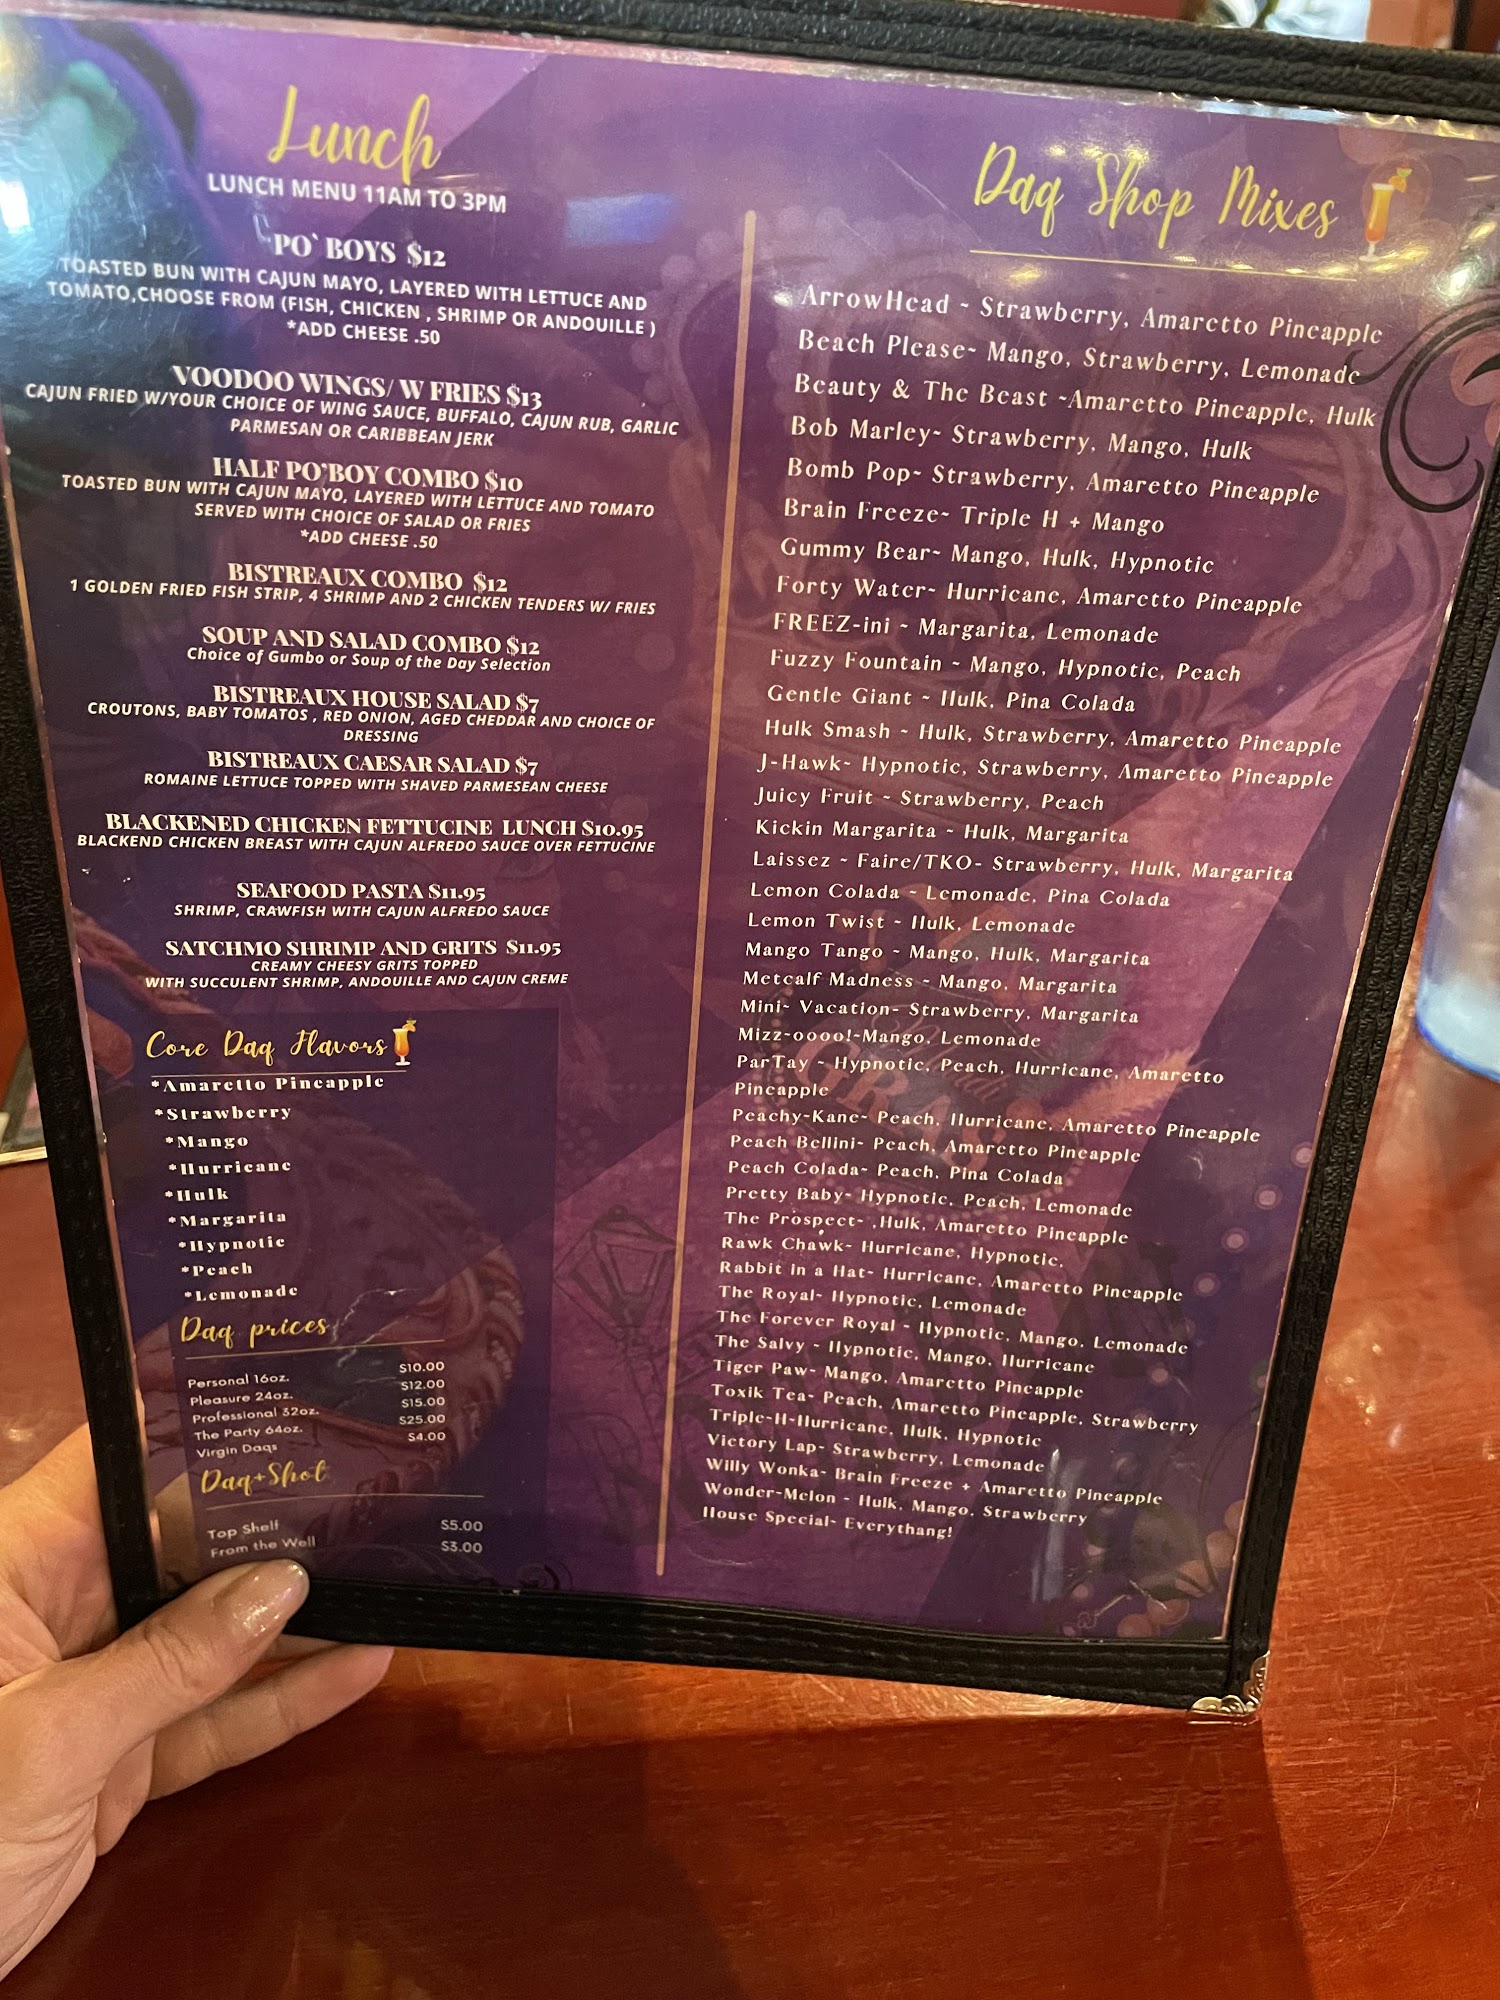 Lunch
LUNCH MENU 11AM TO 3PM
PO` BOYS $12
TOASTED BUN WITH CAJUN MAYO, LAYERED WITH LETTUCE AND
TOMATO,CHOOSE FROM (FISH, CHICKEN , SHRIMP OR ANDOUILLE )
*ADD CHEESE .50
VOODOO WINGS/ W FRIES $13
CAJUN FRIED W/YOUR CHOICE OF WING SAUCE, BUFFALO, CAJUN RUB, GARLIC
PARMESAN OR CARIBBEAN JERK
HALF PO'BOY COMBO $10
TOASTED BUN WITH CAJUN MAYO, LAYERED WITH LETTUCE AND TOMATO
SERVED WITH CHOICE OF SALAD OR FRIES
*ADD CHEESE .50
BISTREAUX COMBO $12
1 GOLDEN FRIED FISH STRIP, 4 SHRIMP AND 2 CHICKEN TENDERS W/ FRIES
SOUP AND SALAD COMBO $12
Choice of Gumbo or Soup of the Day Selection
BISTREAUX HOUSE SALAD $7
CROUTONS, BABY TOMATOS , RED ONION, AGED CHEDDAR AND CHOICE OF
DRESSING
BISTREAUX CAESAR SALAD $7
ROMAINE LETTUCE TOPPED WITH SHAVED PARMESEAN CHEESE
BLACKENED CHICKEN FETTUCINE LUNCH $10.95
BLACKEND CHICKEN BREAST WITH CAJUN ALFREDO SAUCE OVER FETTUCINE
SEAFOOD PASTA $11.95
SHRIMP, CRAWFISH WITH CAJUN ALFREDO SAUCE
SATCHMO SHRIMP AND GRITS $11.95
CREAMY CHEESY GRITS TOPPED
WITH SUCCULENT SHRIMP, ANDOUILLE AND CAJUN CREME
Core Daq Flavors
*Amaretto Pineapple
*Strawberry
*Mango
*Hurricane
*Hulk
*Margarita
*Hypnotic
*Peach
*Lemonade
Daq prices
Personal 16oz. $10.00
Pleasure 24oz. $12.00
Professional 32oz. $15.00
The Party 64oz. $25.00
Virgin Daqs $4.00
Daq+Shot
Top Shelf $5.00
From the Well $3.00
Daq Shop Mixes
ArrowHead ~ Strawberry, Amaretto Pineapple
Beach Please~ Mango, Strawberry, Lemonade
Beauty & The Beast ~Amaretto Pineapple, Hulk
Bob Marley~ Strawberry, Mango, Hulk
Bomb Pop~ Strawberry, Amaretto Pineapple
Brain Freeze~ Triple H + Mango
Gummy Bear~ Mango, Hulk, Hypnotic
Forty Water~ Hurricane, Amaretto Pineapple
FREEZ-ini ~ Margarita, Lemonade
Fuzzy Fountain ~ Mango, Hypnotic, Peach
Gentle Giant ~ Hulk, Pina Colada
Hulk Smash ~ Hulk, Strawberry, Amaretto Pineapple
J-Hawk~ Hypnotic, Strawberry, Amaretto Pineapple
Juicy Fruit ~ Strawberry, Peach
Kickin Margarita ~ Hulk, Margarita
Laissez ~ Faire/TKO~ Strawberry, Hulk, Margarita
Lemon Colada ~ Lemonade, Pina Colada
Lemon Twist ~ Hulk, Lemonade
Mango Tango ~ Mango, Hulk, Margarita
Metcalf Madness ~ Mango, Margarita
Mini~ Vacation~ Strawberry, Margarita
Mizz-oooo!~Mango, Lemonade
ParTay ~ Hypnotic, Peach, Hurricane, Amaretto
Pineapple
Peachy-Kane~ Peach, Hurricane, Amaretto Pineapple
Peach Bellini~ Peach, Amaretto Pineapple
Peach Colada~ Peach, Pina Colada
Pretty Baby~ Hypnotic, Peach, Lemonade
The Prospect~ ,Hulk, Amaretto Pineapple
Rawk Chawk~ Hurricane, Hypnotic,
Rabbit in a Hat~ Hurricane, Amaretto Pineapple
The Royal~ Hypnotic, Lemonade
The Forever Royal ~ Hypnotic, Mango, Lemonade
The Salvy ~ Hypnotic, Mango, Hurricane
Tiger Paw~ Mango, Amaretto Pineapple
Toxik Tea~ Peach, Amaretto Pineapple, Strawberry
Triple-H~Hurricane, Hulk, Hypnotic
Victory Lap~ Strawberry, Lemonade
Willy Wonka~ Brain Freeze + Amaretto Pineapple
Wonder-Melon ~ Hulk, Mango, Strawberry
House Special~ Everythang!